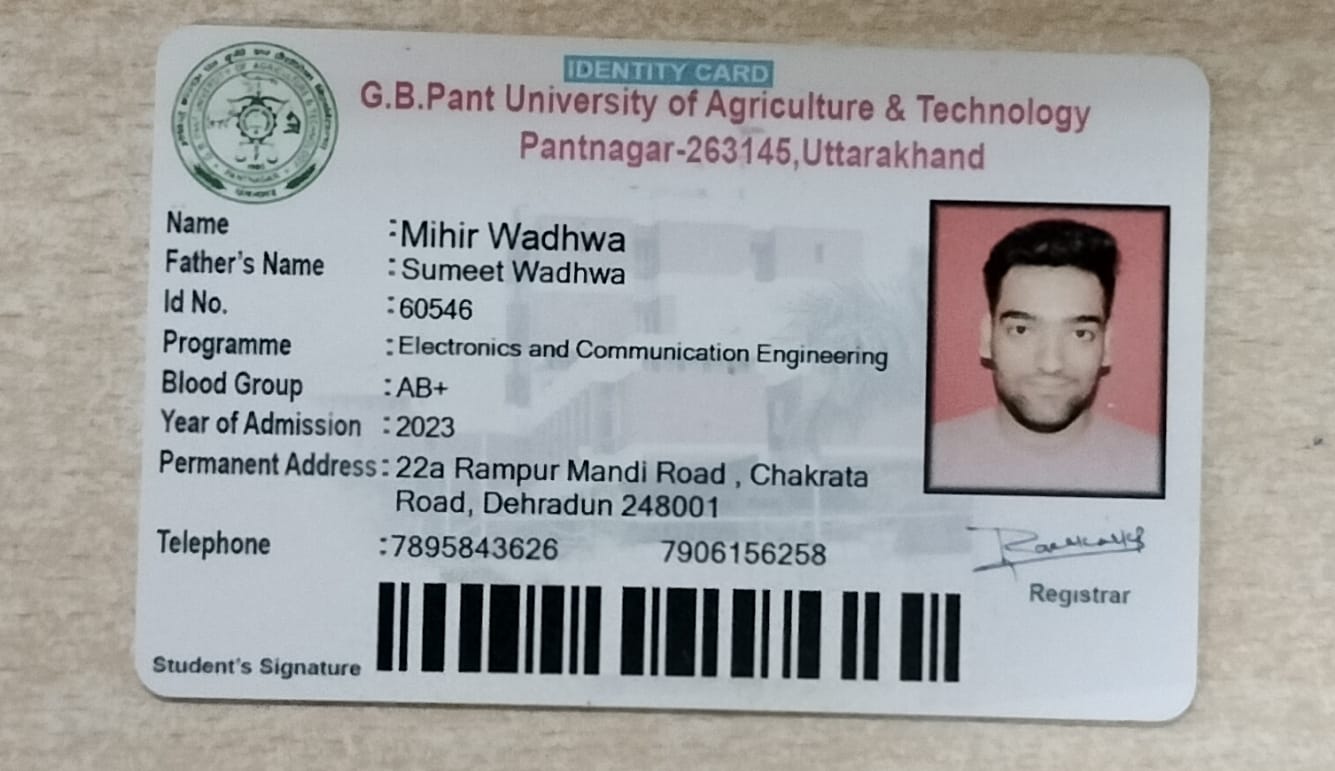 IDENTITY CARD
G.B.Pant University of Agriculture & Technology
Pantnagar-263145,Uttarakhand
Name :Mihir Wadhwa
Father's Name :Sumeet Wadhwa
Id No. :60546
Programme :Electronics and Communication Engineering
Blood Group :AB+
Year of Admission :2023
Permanent Address: 22a Rampur Mandi Road , Chakrata
Road, Dehradun 248001
Telephone :7895843626 7906156258
Registrar
Student's Signature